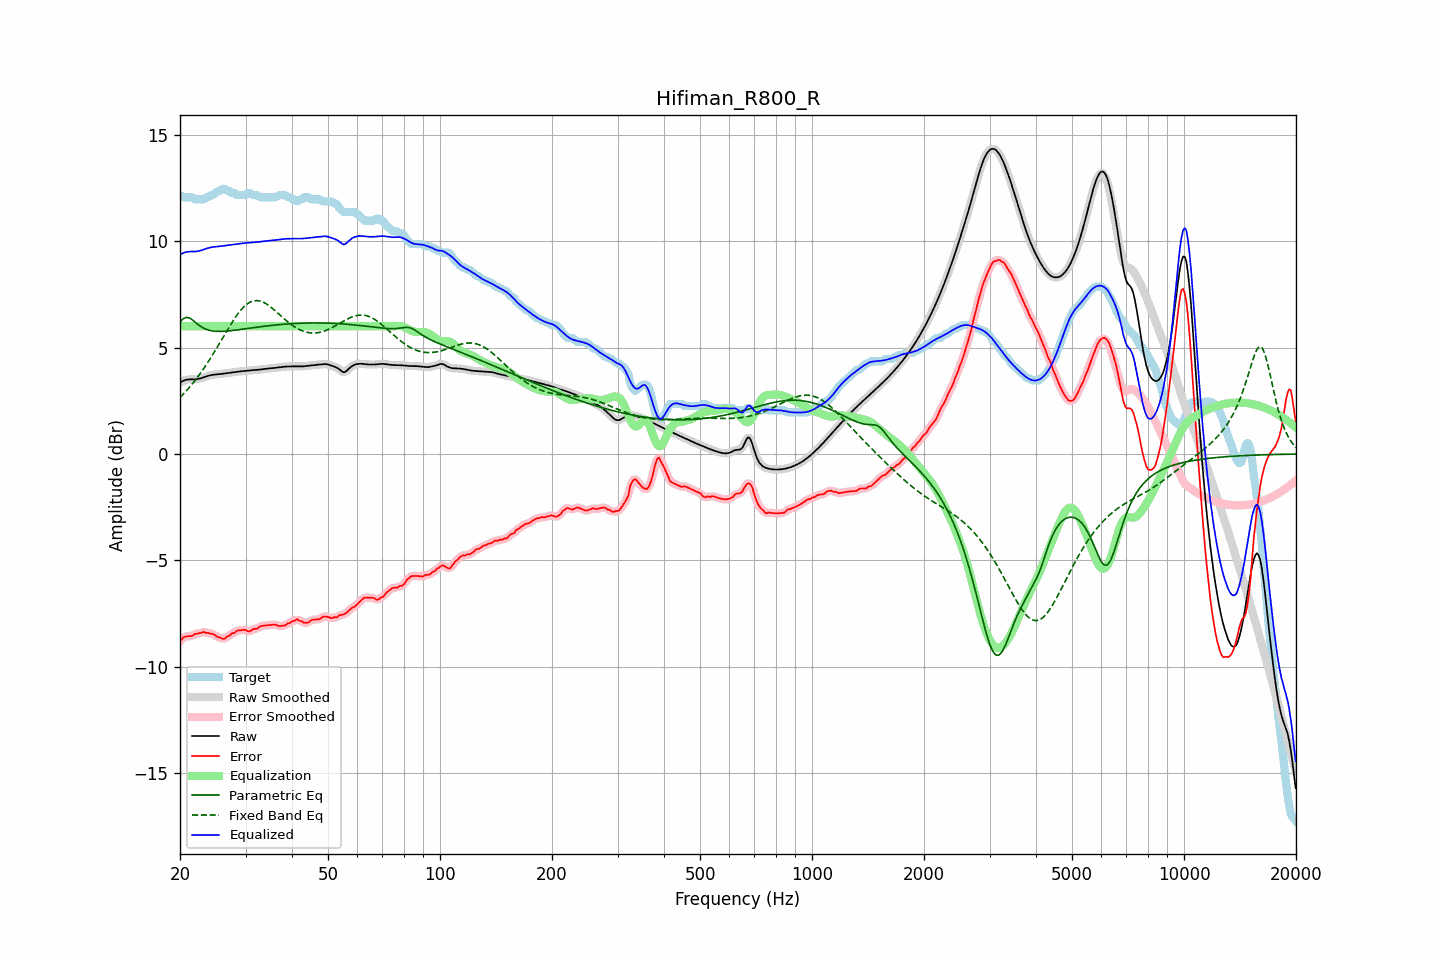 Hifiman_R800_R
Amplitude (dBr)
15
10
5
0
−5
−10
−15
Target
Raw Smoothed
Error Smoothed
Raw
Error
Equalization
Parametric Eq
Fixed Band Eq
Equalized
20
50
100
200
500
1000
2000
5000
10000
20000
Frequency (Hz)